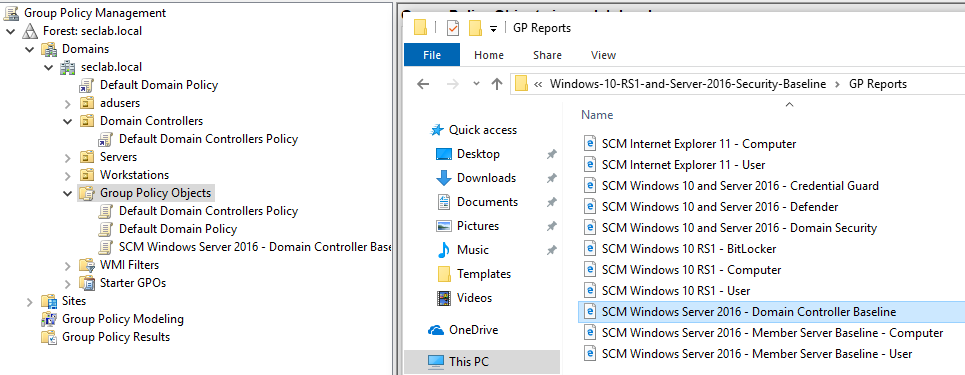 Group Policy Management
Forest: seclab.local
Domains
seclab.local
Default Domain Policy
adusers
Domain Controllers
Default Domain Controllers Policy
Servers
Workstations
Group Policy Objects
Default Domain Controllers Policy
Default Domain Policy
SCM Windows Server 2016 - Domain Controller Base
WMI Filters
Starter GPOs
Sites
Group Policy Modeling
Group Policy Results
GP Reports
File
Home
Share
View
« Windows-10-RS1-and-Server-2016-Security-Baseline > GP Reports
Quick access
Desktop
Downloads
Documents
Pictures
Music
Templates
Videos
OneDrive
This PC
Name
SCM Internet Explorer 11 - Computer
SCM Internet Explorer 11 - User
SCM Windows 10 and Server 2016 - Credential Guard
SCM Windows 10 and Server 2016 - Defender
SCM Windows 10 and Server 2016 - Domain Security
SCM Windows 10 RS1 - BitLocker
SCM Windows 10 RS1 - Computer
SCM Windows 10 RS1 - User
SCM Windows Server 2016 - Domain Controller Baseline
SCM Windows Server 2016 - Member Server Baseline - Computer
SCM Windows Server 2016 - Member Server Baseline - User